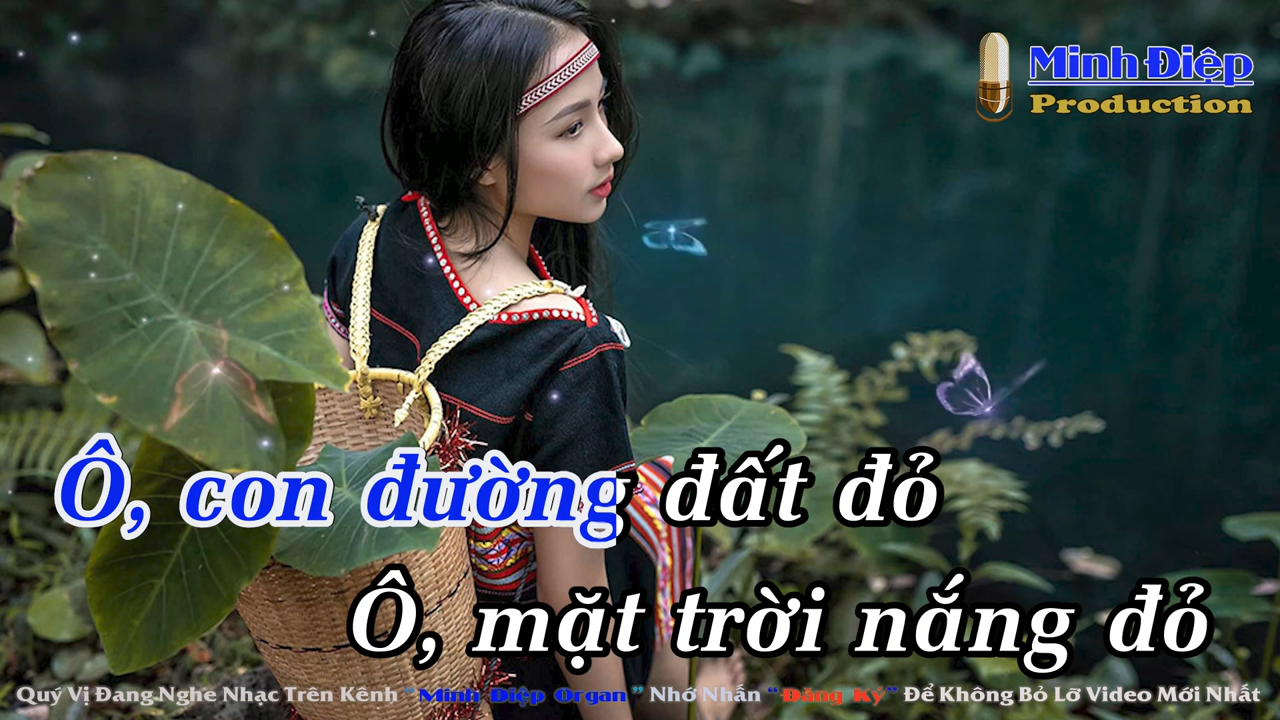 Minh Điệp
Production
Ô, con đường đất đỏ
Ô, mặt trời nắng đỏ
Quý Vị Đang Nghe Nhạc Trên Kênh "Minh Điệp Organ" Nhớ Nhấn "Đăng Ký" Để Không Bỏ Lỡ Video Mới Nhất